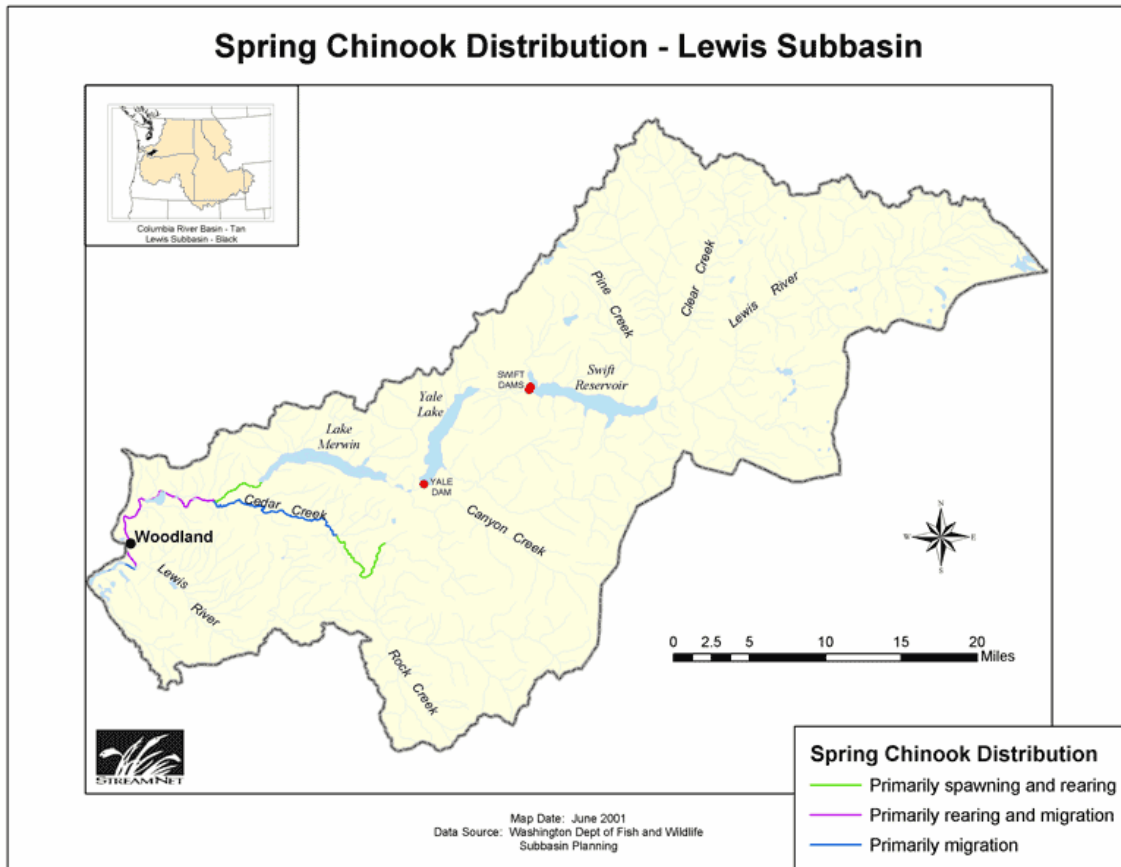 Spring Chinook Distribution - Lewis Subbasin
Columbia River Basin - Tan
Lewis Subbasin - Black
Pine Creek
Clear Creek
Lewis River
SWIFT
DAMS
Swift
Reservoir
Yale
Lake
Lake
Merwin
YALE
DAM
Cedar Creek
Canyon Creek
Woodland
Lewis
River
Rock Creek
N
W
E
S
0 2.5 5 10 15 20
Miles
STREAMNET
Map Date: June 2001
Data Source: Washington Dept of Fish and Wildlife
Subbasin Planning
Spring Chinook Distribution
Primarily spawning and rearing
Primarily rearing and migration
Primarily migration